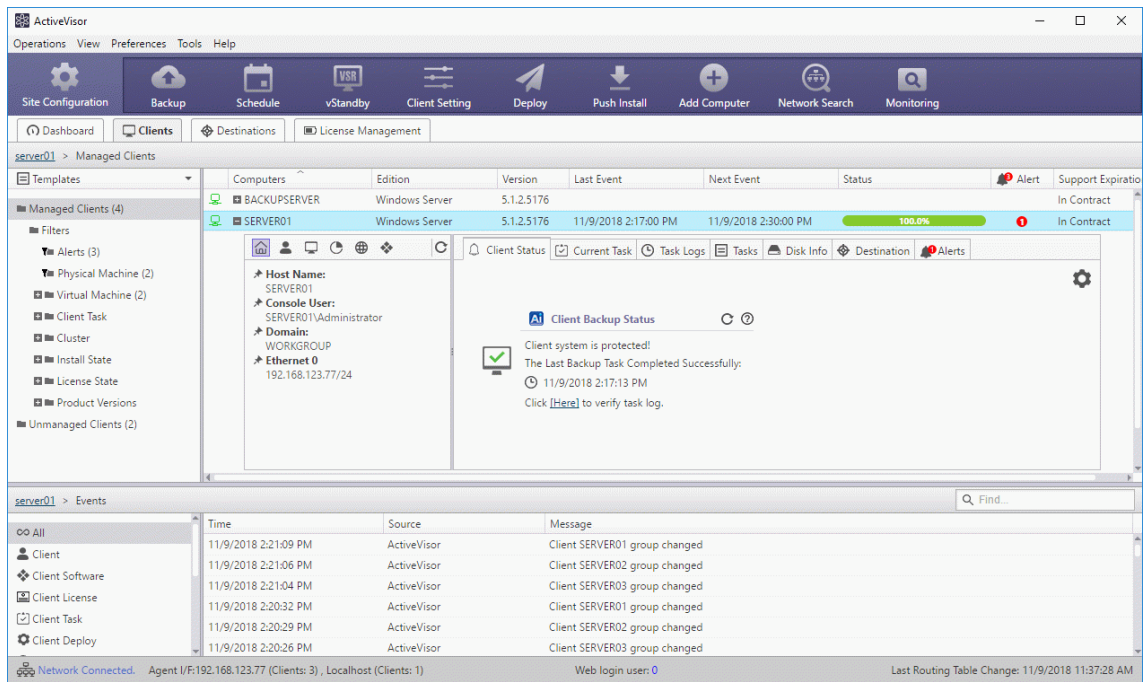 ActiveVisor
Operations View Preferences Tools Help
VSR
Site Configuration Backup Schedule vStandby Client Setting Deploy Push Install Add Computer Network Search Monitoring
Dashboard Clients Destinations License Management
server01 > Managed Clients
Templates Computers Edition Version Last Event Next Event Status 3 Alert Support Expiratio
Managed Clients (4) BACKUPSERVER Windows Server 5.1.2.5176 In Contract
SERVER01 Windows Server 5.1.2.5176 11/9/2018 2:17:00 PM 11/9/2018 2:30:00 PM 100.0% 1 In Contract
Filters
Alerts (3)
Physical Machine (2)
Virtual Machine (2)
Client Task
Cluster
Install State
License State
Product Versions
Unmanaged Clients (2)
Client Status Current Task Task Logs Tasks Disk Info Destination Alerts
Host Name:
SERVER01
Console User:
SERVER01\Administrator
Domain:
WORKGROUP
Ethernet 0
192.168.123.77/24
Ai Client Backup Status
Client system is protected!
The Last Backup Task Completed Successfully:
11/9/2018 2:17:13 PM
Click [Here] to verify task log.
server01 > Events Find...
All
Client
Client Software
Client License
Client Task
Client Deploy
Time Source Message
11/9/2018 2:21:09 PM ActiveVisor Client SERVER01 group changed
11/9/2018 2:21:06 PM ActiveVisor Client SERVER02 group changed
11/9/2018 2:21:04 PM ActiveVisor Client SERVER03 group changed
11/9/2018 2:20:32 PM ActiveVisor Client SERVER01 group changed
11/9/2018 2:20:29 PM ActiveVisor Client SERVER02 group changed
11/9/2018 2:20:26 PM ActiveVisor Client SERVER03 group changed
Network Connected. Agent I/F:192.168.123.77 (Clients: 3) , Localhost (Clients: 1) Web login user: 0 Last Routing Table Change: 11/9/2018 11:37:28 AM